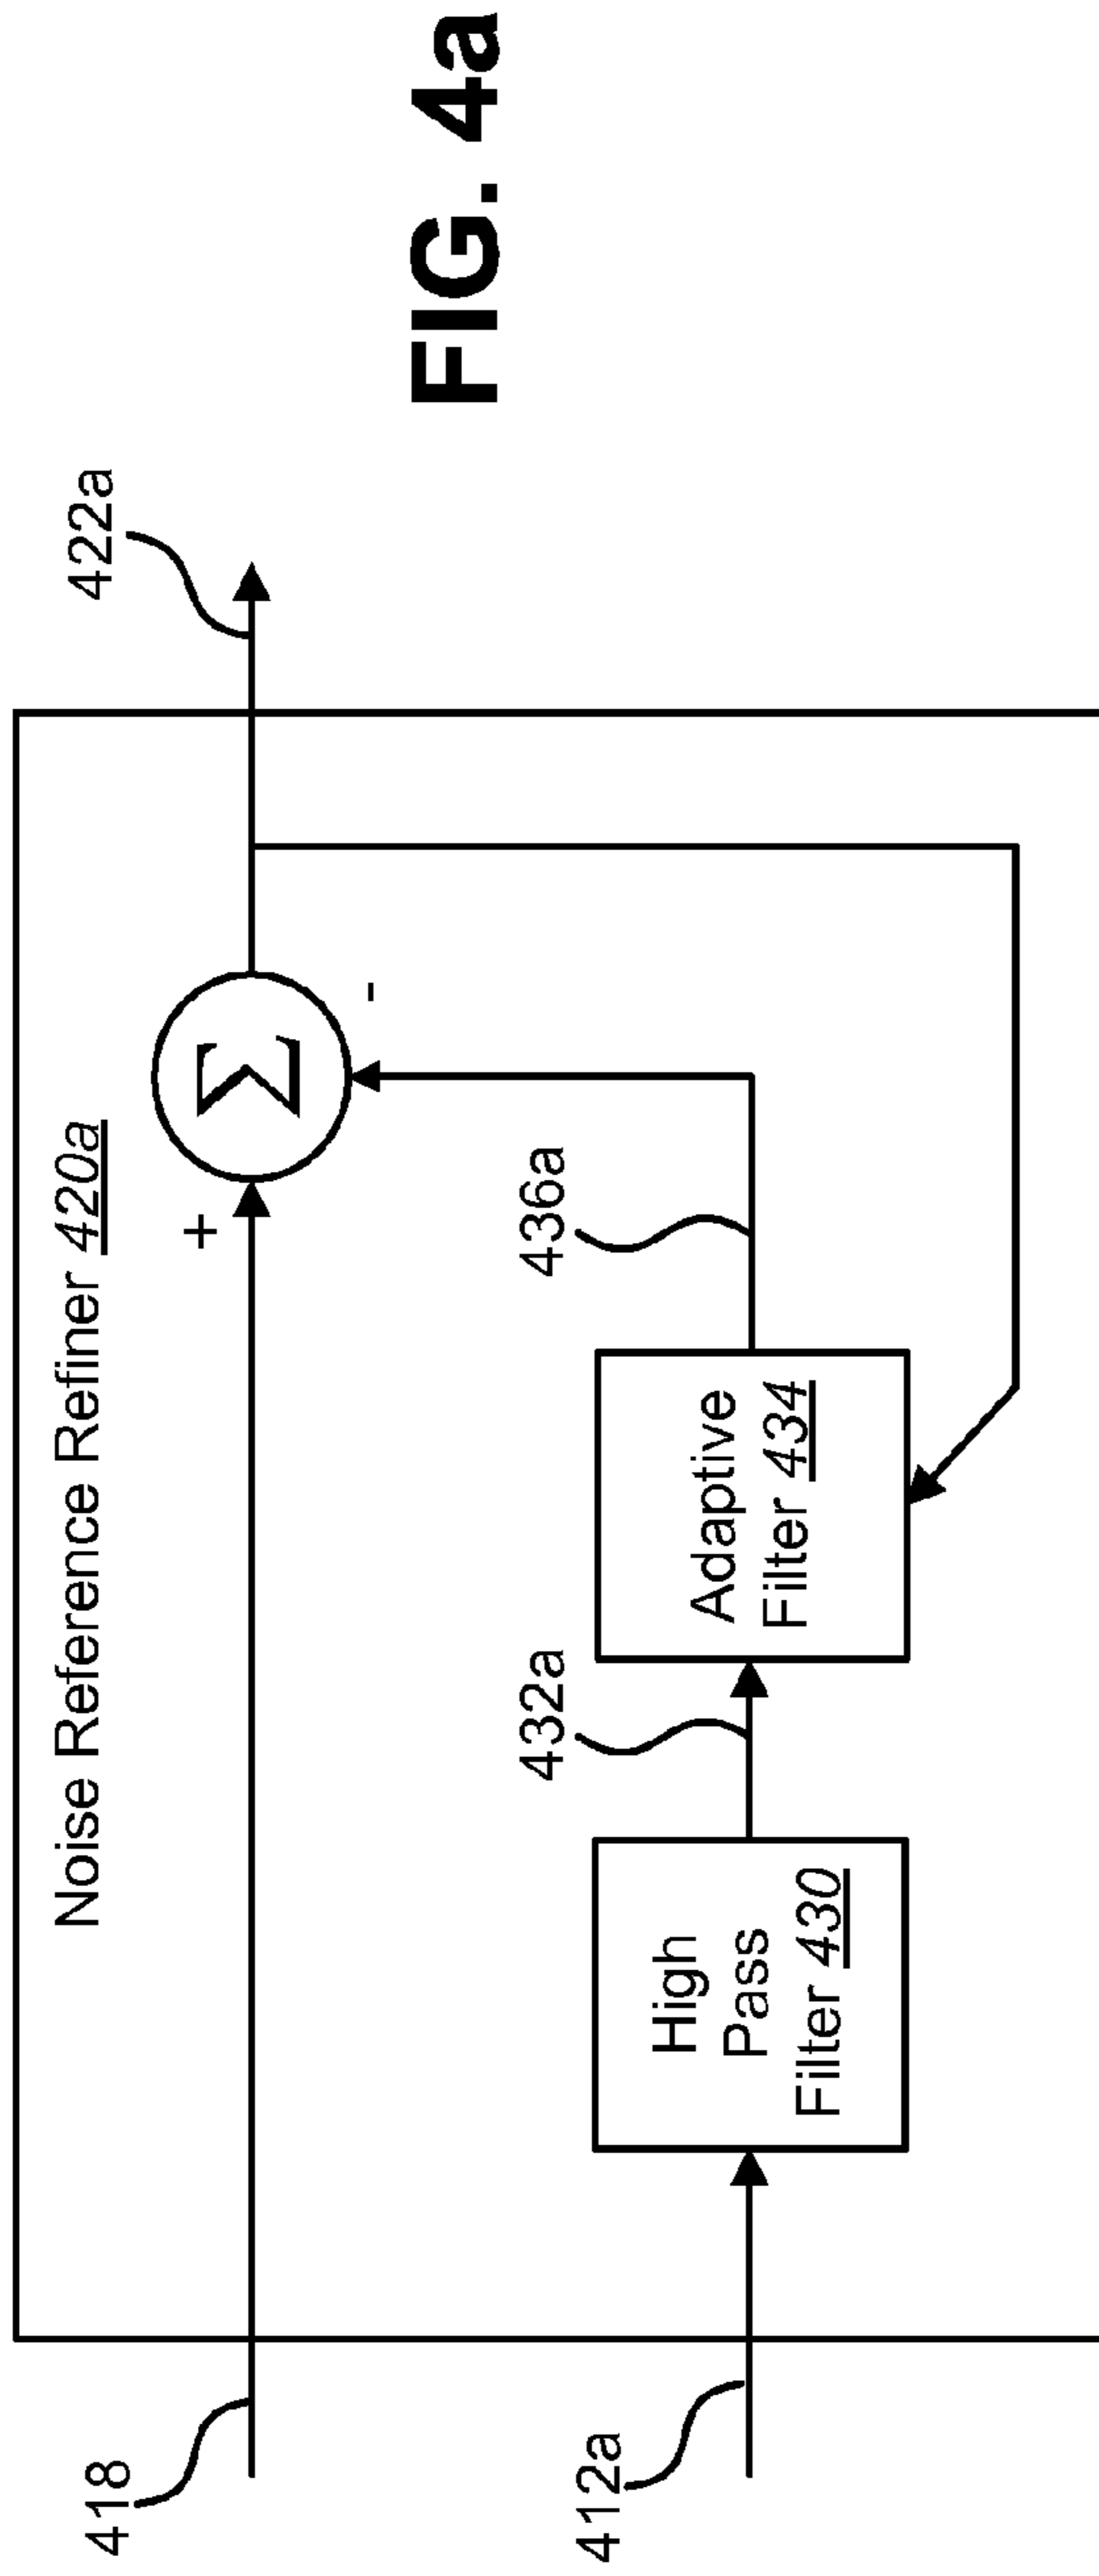 Noise Reference Refiner 420a
418
+
Σ
-
422a
412a
High
Pass
Filter 430
432a
Adaptive
Filter 434
436a
FIG. 4a